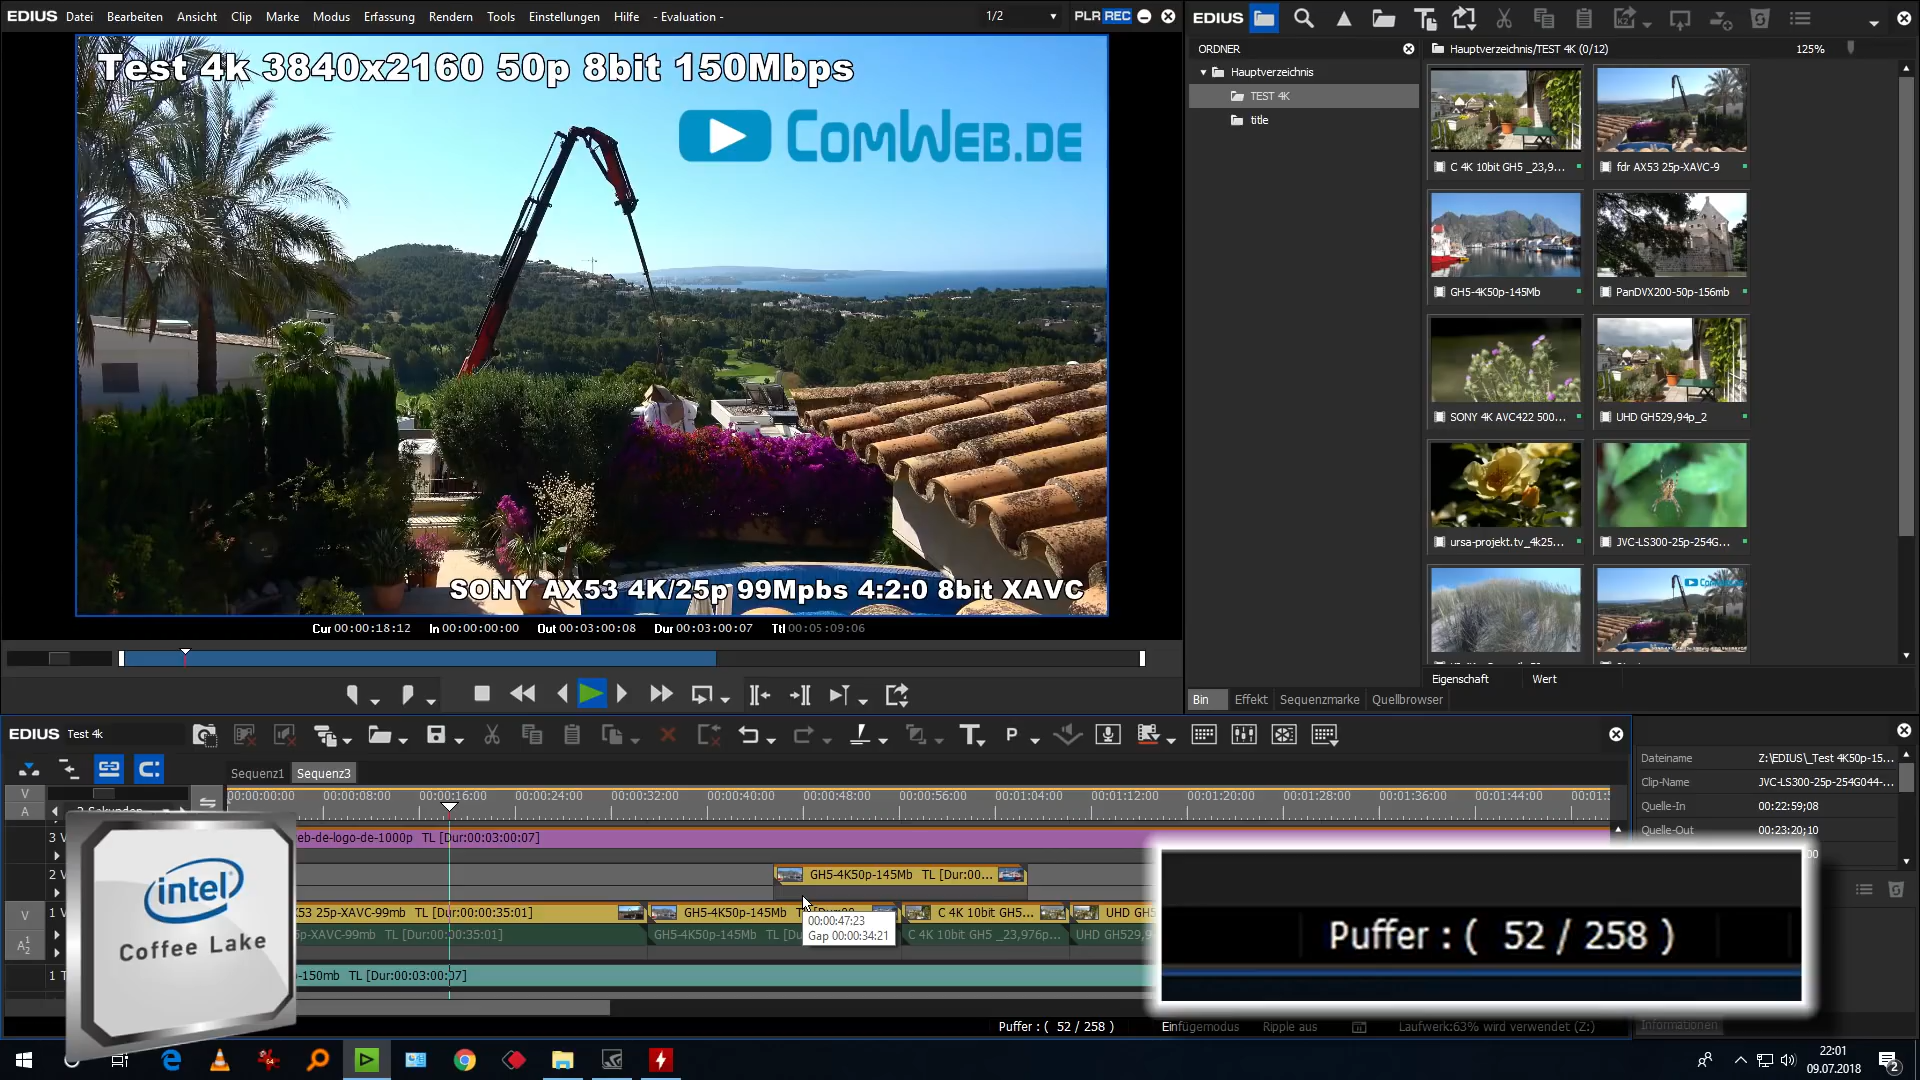 EDIUS Datei Bearbeiten Ansicht Clip Marke Modus Erfassung Rendern Tools Einstellungen Hilfe - Evaluation - 1/2 PLR REC
Test 4k 3840x2160 50p 8bit 150Mbps
COMWEB.DE
SONY AX53 4K/25p 99Mpbs 4:2:0 8bit XAVC
Cur 00:00:18:12 In 00:00:00:00 Out 00:03:00:08 Dur 00:03:00:07 Ttl 00:05:09:06
EDIUS
ORDNER
Hauptverzeichnis
TEST 4K
title
Hauptverzeichnis/TEST 4K (0/12) 125%
C 4K 10bit GH5 _23,9...
fdr AX53 25p-XAVC-9
GH5-4K50p-145Mb
PanDVX200-50p-156mb
SONY 4K AVC422 500...
UHD GH529,94p_2
ursa-projekt.tv_4k25...
JVC-LS300-25p-254G...
Eigenschaft Wert
Bin Effekt Sequenzmarke Quellbrowser
EDIUS Test 4k
Sequenz1 Sequenz3
V
A
00:00:00:00 00:00:08:00 00:00:16:00 00:00:24:00 00:00:32:00 00:00:40:00 00:00:48:00 00:00:56:00 00:01:04:00 00:01:12:00 00:01:20:00 00:01:28:00 00:01:36:00 00:01:44:00
3 V
eb-de-logo-de-1000p TL [Dur:00:03:00:07]
2 V
GH5-4K50p-145Mb TL [Dur:00...
V
1 V
53 25p-XAVC-99mb TL [Dur:00:00:35:01]
GH5-4K50p-145Mb
C 4K 10bit GH5...
UHD GH5
p-XAVC-99mb TL [Dur:00:00:35:01]
GH5-4K50p-145Mb TL [Du
C 4K 10bit GH5 _23,976p...
UHD GH529,9
00:00:47:23
Gap 00:00:34:21
1 T
-150mb TL [Dur:00:03:00:07]
intel
Coffee Lake
Puffer : ( 52 / 258 )
Puffer : ( 52 / 258 ) Einfügemodus Ripple aus Laufwerk:63% wird verwendet (Z:)
Dateiname Z:\EDIUS\_Test 4K50p-15...
Clip-Name JVC-LS300-25p-254G044-...
Quelle-In 00:22:59;08
Quelle-Out 00:23:20;10
Informationen
22:01
09.07.2018
2